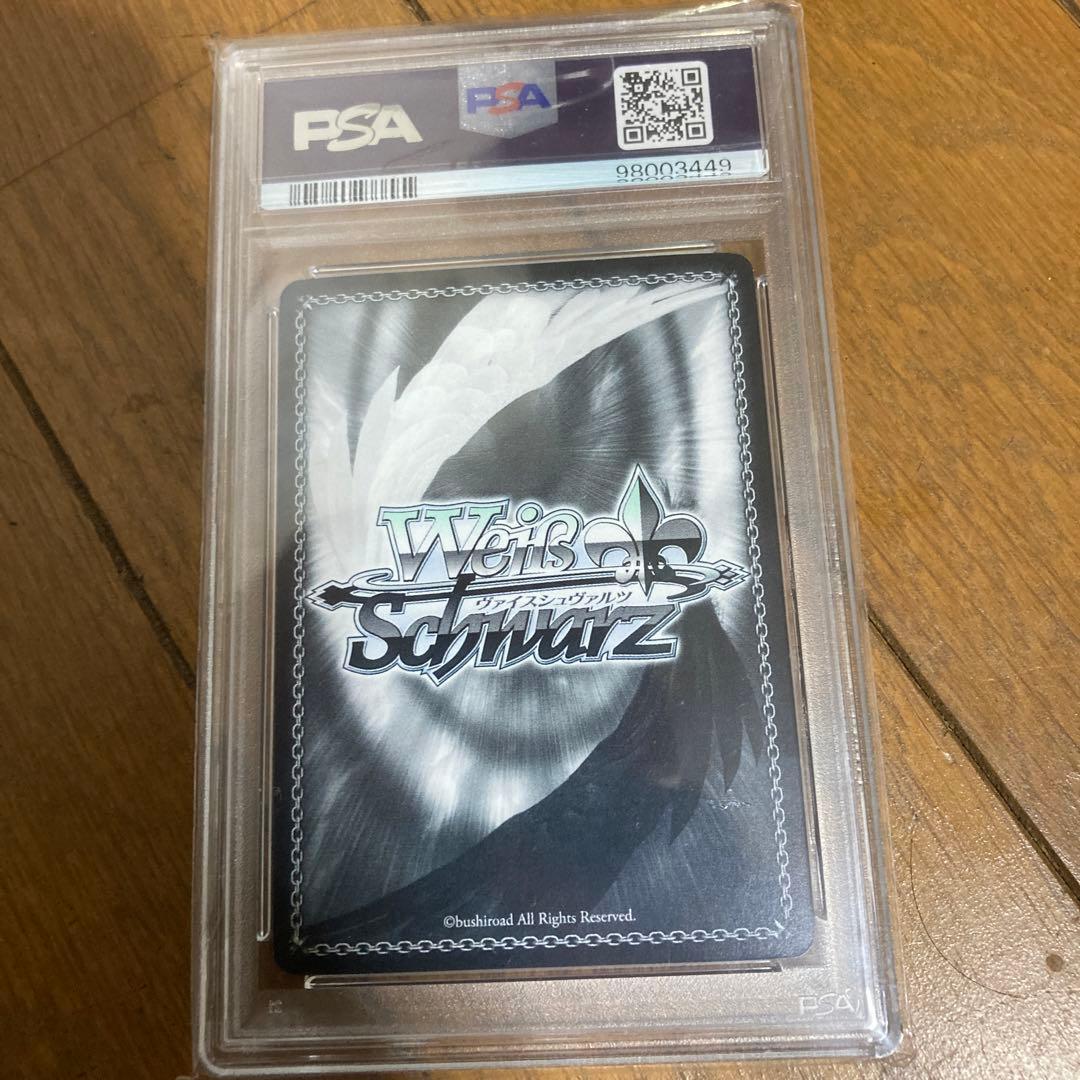 PSA
PSA
98003449
Weiß
ヴァイスシュヴァルツ
Schwarz
©bushiroad All Rights Reserved.
PSA